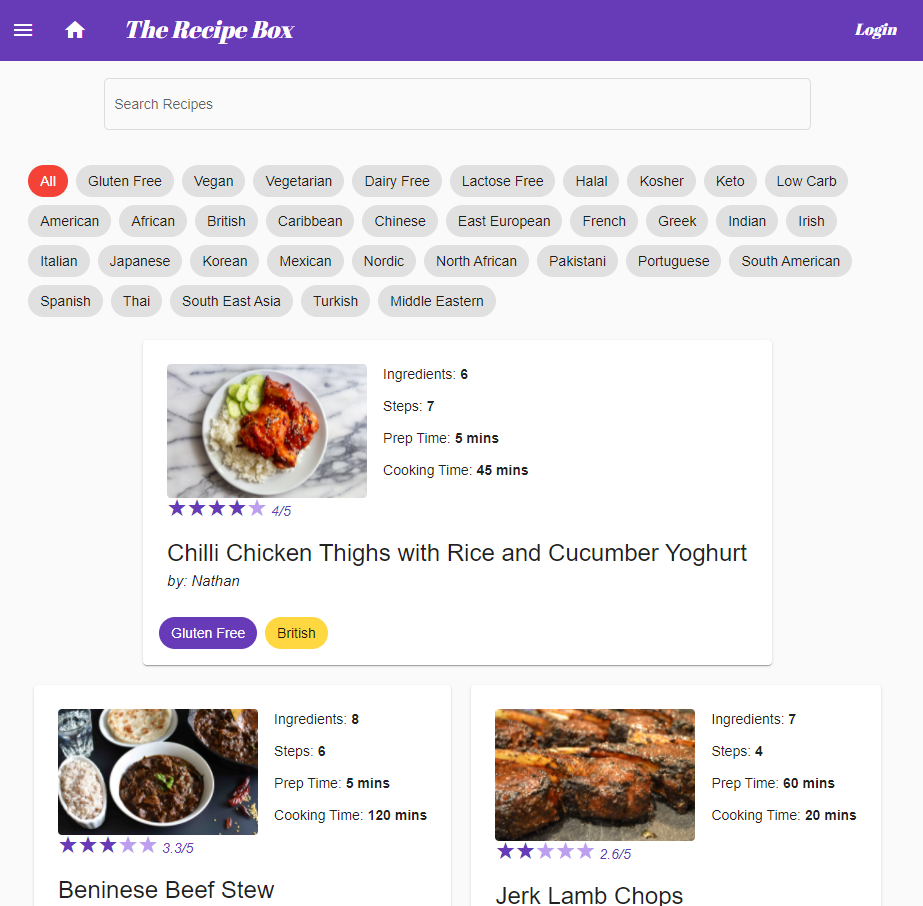 The Recipe Box
Login
Search Recipes
All Gluten Free Vegan Vegetarian Dairy Free Lactose Free Halal Kosher Keto Low Carb
American African British Caribbean Chinese East European French Greek Indian Irish
Italian Japanese Korean Mexican Nordic North African Pakistani Portuguese South American
Spanish Thai South East Asia Turkish Middle Eastern
Ingredients: 6
Steps: 7
Prep Time: 5 mins
Cooking Time: 45 mins
4/5
Chilli Chicken Thighs with Rice and Cucumber Yoghurt
by: Nathan
Gluten Free British
Ingredients: 8
Steps: 6
Prep Time: 5 mins
Cooking Time: 120 mins
3.3/5
Beninese Beef Stew
Ingredients: 7
Steps: 4
Prep Time: 60 mins
Cooking Time: 20 mins
2.6/5
Jerk Lamb Chops